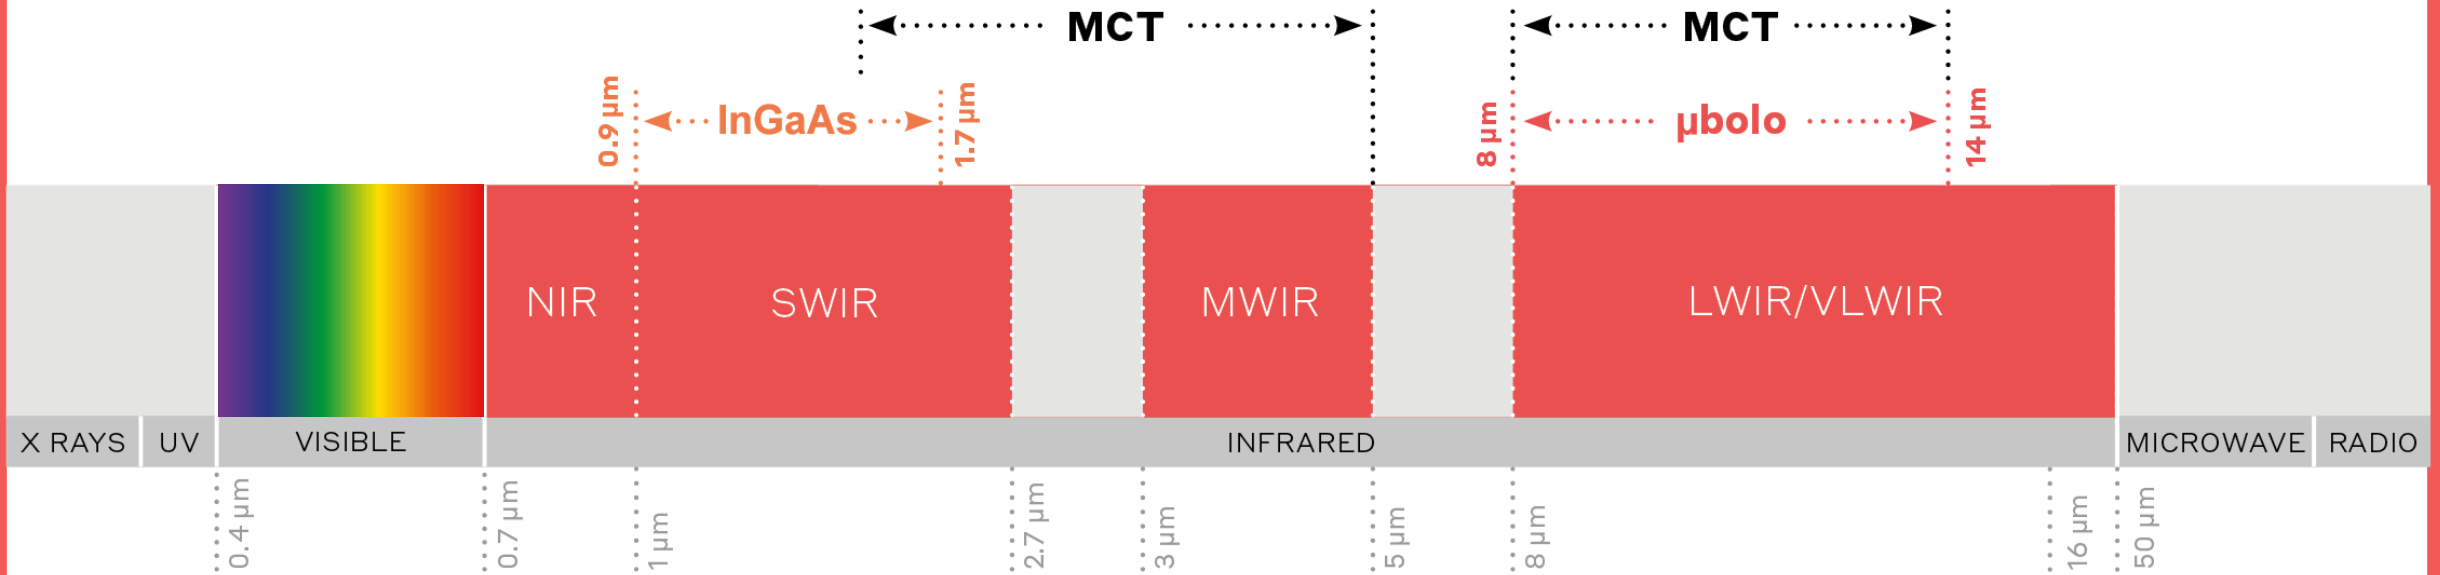 MCT
MCT
0.9 µm
InGaAs
1.7 µm
8 µm
µbolo
14 µm
NIR
SWIR
MWIR
LWIR/VLWIR
X RAYS
UV
VISIBLE
INFRARED
MICROWAVE
RADIO
0.4 µm
0.7 µm
1 µm
2.7 µm
3 µm
5 µm
8 µm
16 µm
50 µm